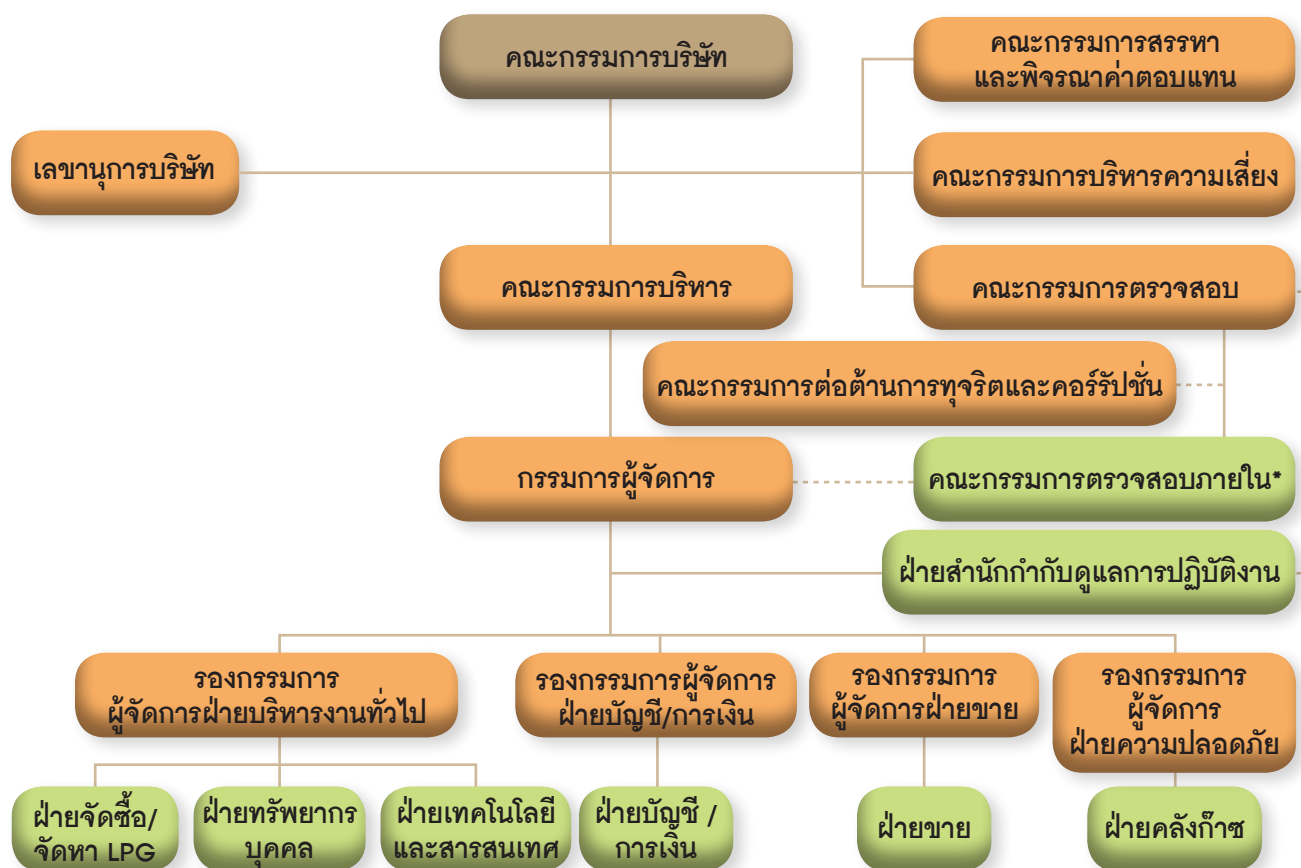 คณะกรรมการบริษัท
คณะกรรมการสรรหา
และพิจรณาค่าตอบแทน
เลขานุการบริษัท
คณะกรรมการบริหารความเสี่ยง
คณะกรรมการบริหาร
คณะกรรมการตรวจสอบ
คณะกรรมการต่อต้านการทุจริตและคอร์รัปชั่น
กรรมการผู้จัดการ
คณะกรรมการตรวจสอบภายใน*
ฝ่ายสำนักกำกับดูแลการปฏิบัติงาน
รองกรรมการ
ผู้จัดการฝ่ายบริหารงานทั่วไป
รองกรรมการผู้จัดการ
ฝ่ายบัญชี/การเงิน
รองกรรมการ
ผู้จัดการฝ่ายขาย
รองกรรมการ
ผู้จัดการ
ฝ่ายความปลอดภัย
ฝ่ายจัดซื้อ/
จัดหา LPG
ฝ่ายทรัพยากร
บุคคล
ฝ่ายเทคโนโลยี
และสารสนเทศ
ฝ่ายบัญชี /
การเงิน
ฝ่ายขาย
ฝ่ายคลังก๊าซ